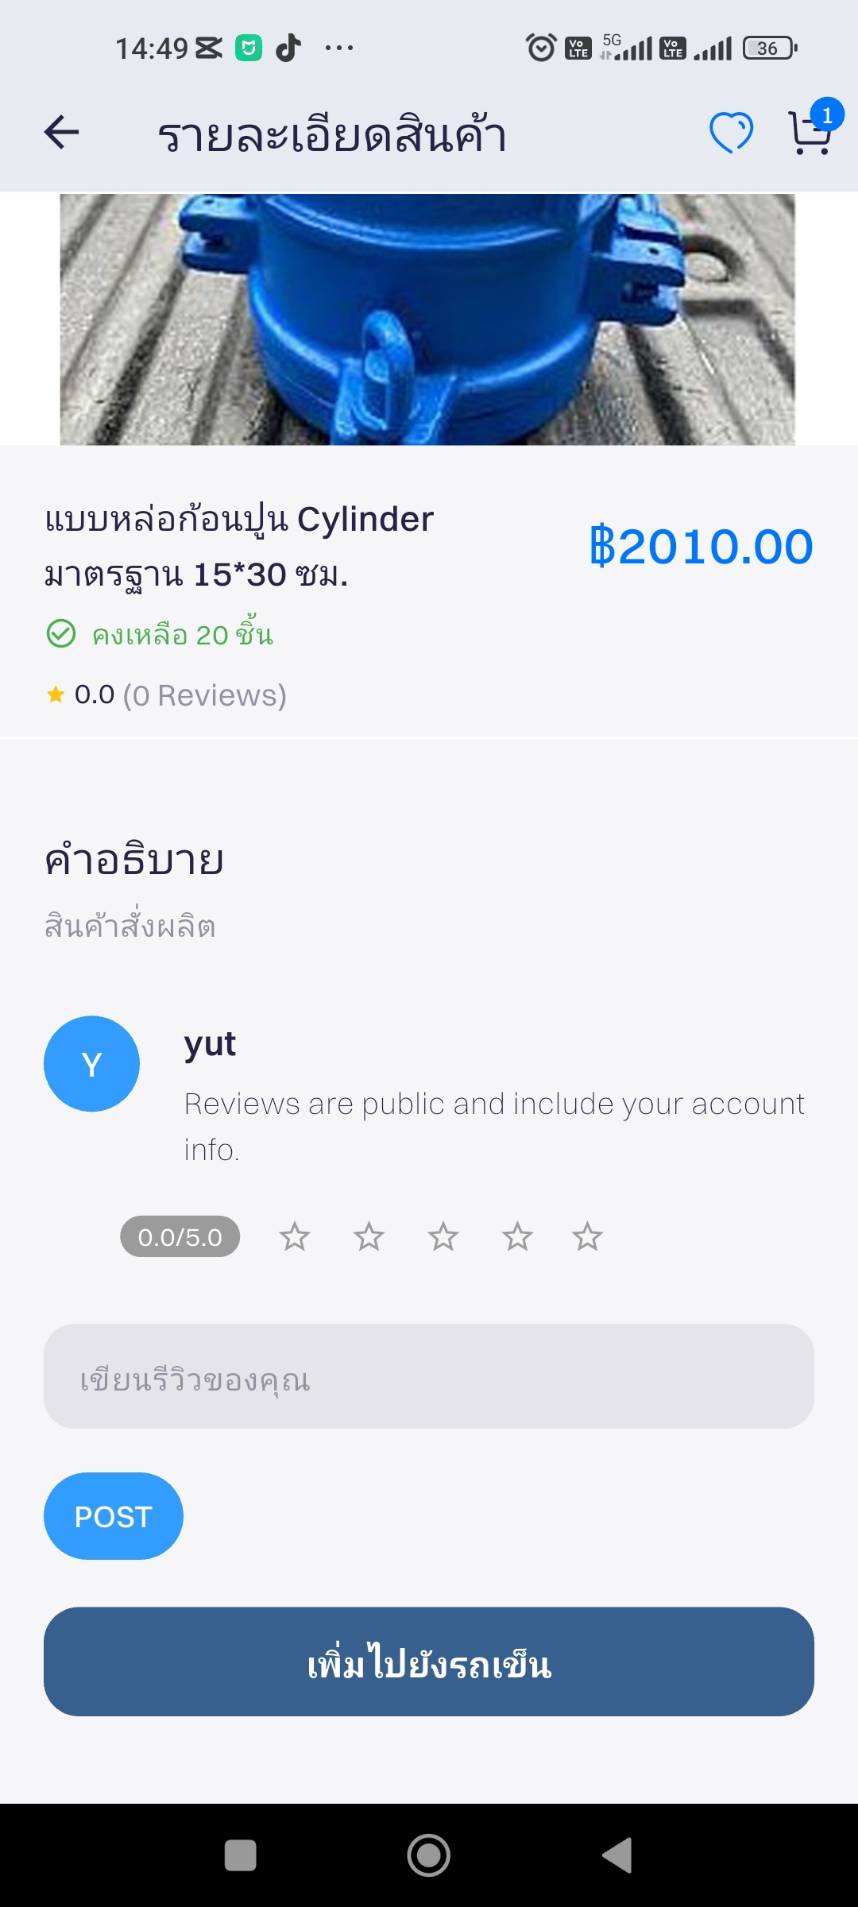 14:49 ... Vo LTE 5G Vo LTE 36
รายละเอียดสินค้า 1
แบบหล่อก้อนปูน Cylinder
มาตรฐาน 15*30 ซม.
฿2010.00
คงเหลือ 20 ชิ้น
0.0 (0 Reviews)
คำอธิบาย
สินค้าสั่งผลิต
Y
yut
Reviews are public and include your account
info.
0.0/5.0
เขียนรีวิวของคุณ
POST
เพิ่มไปยังรถเข็น